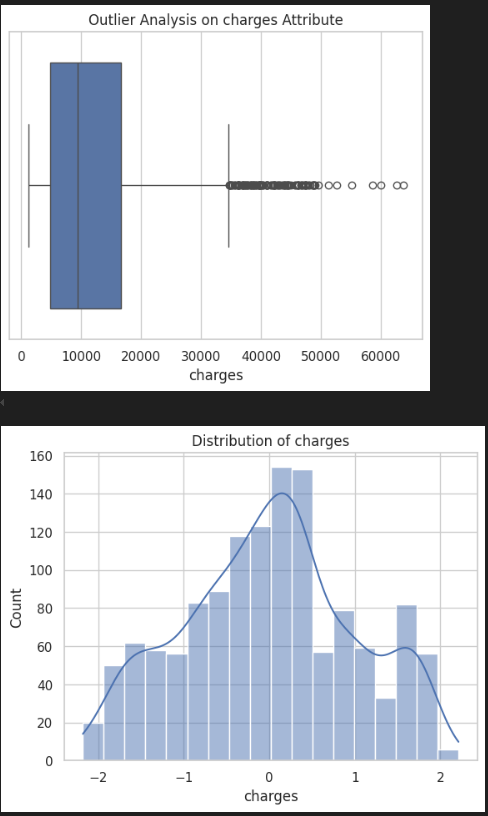 Outlier Analysis on charges Attribute
0 10000 20000 30000 40000 50000 60000
charges
Distribution of charges
160
140
120
100
80
60
40
20
0
Count
−2 −1 0 1 2
charges